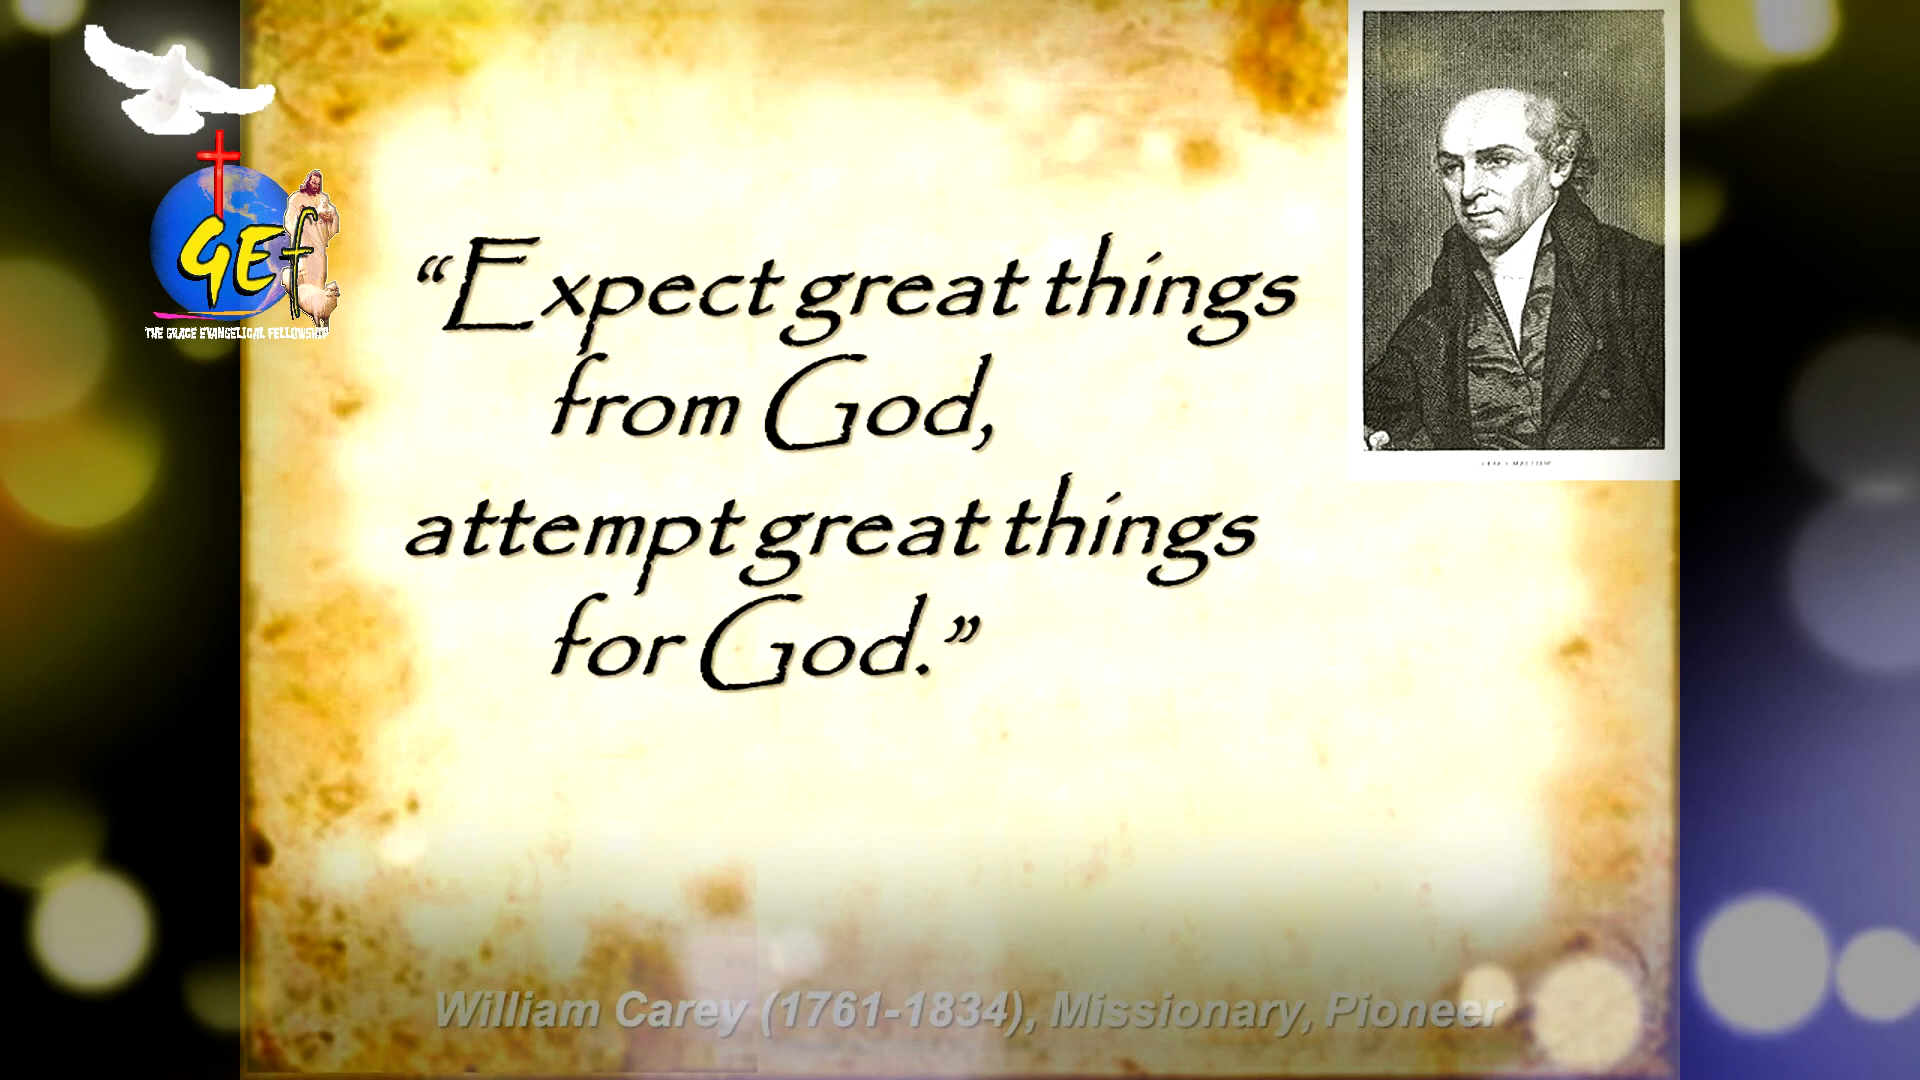 GEf
THE GRACE EVANGELICAL FELLOWSHIP
“Expect great things
from God,
attempt great things
for God.”
William Carey (1761-1834), Missionary, Pioneer